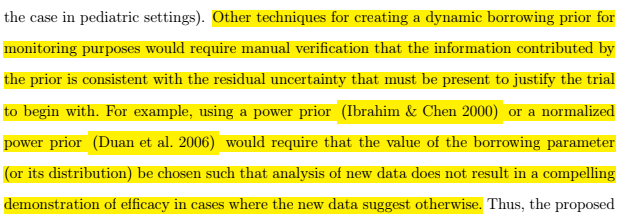 the case in pediatric settings). Other techniques for creating a dynamic borrowing prior for
monitoring purposes would require manual verification that the information contributed by
the prior is consistent with the residual uncertainty that must be present to justify the trial
to begin with. For example, using a power prior (Ibrahim & Chen 2000) or a normalized
power prior (Duan et al. 2006) would require that the value of the borrowing parameter
(or its distribution) be chosen such that analysis of new data does not result in a compelling
demonstration of efficacy in cases where the new data suggest otherwise. Thus, the proposed